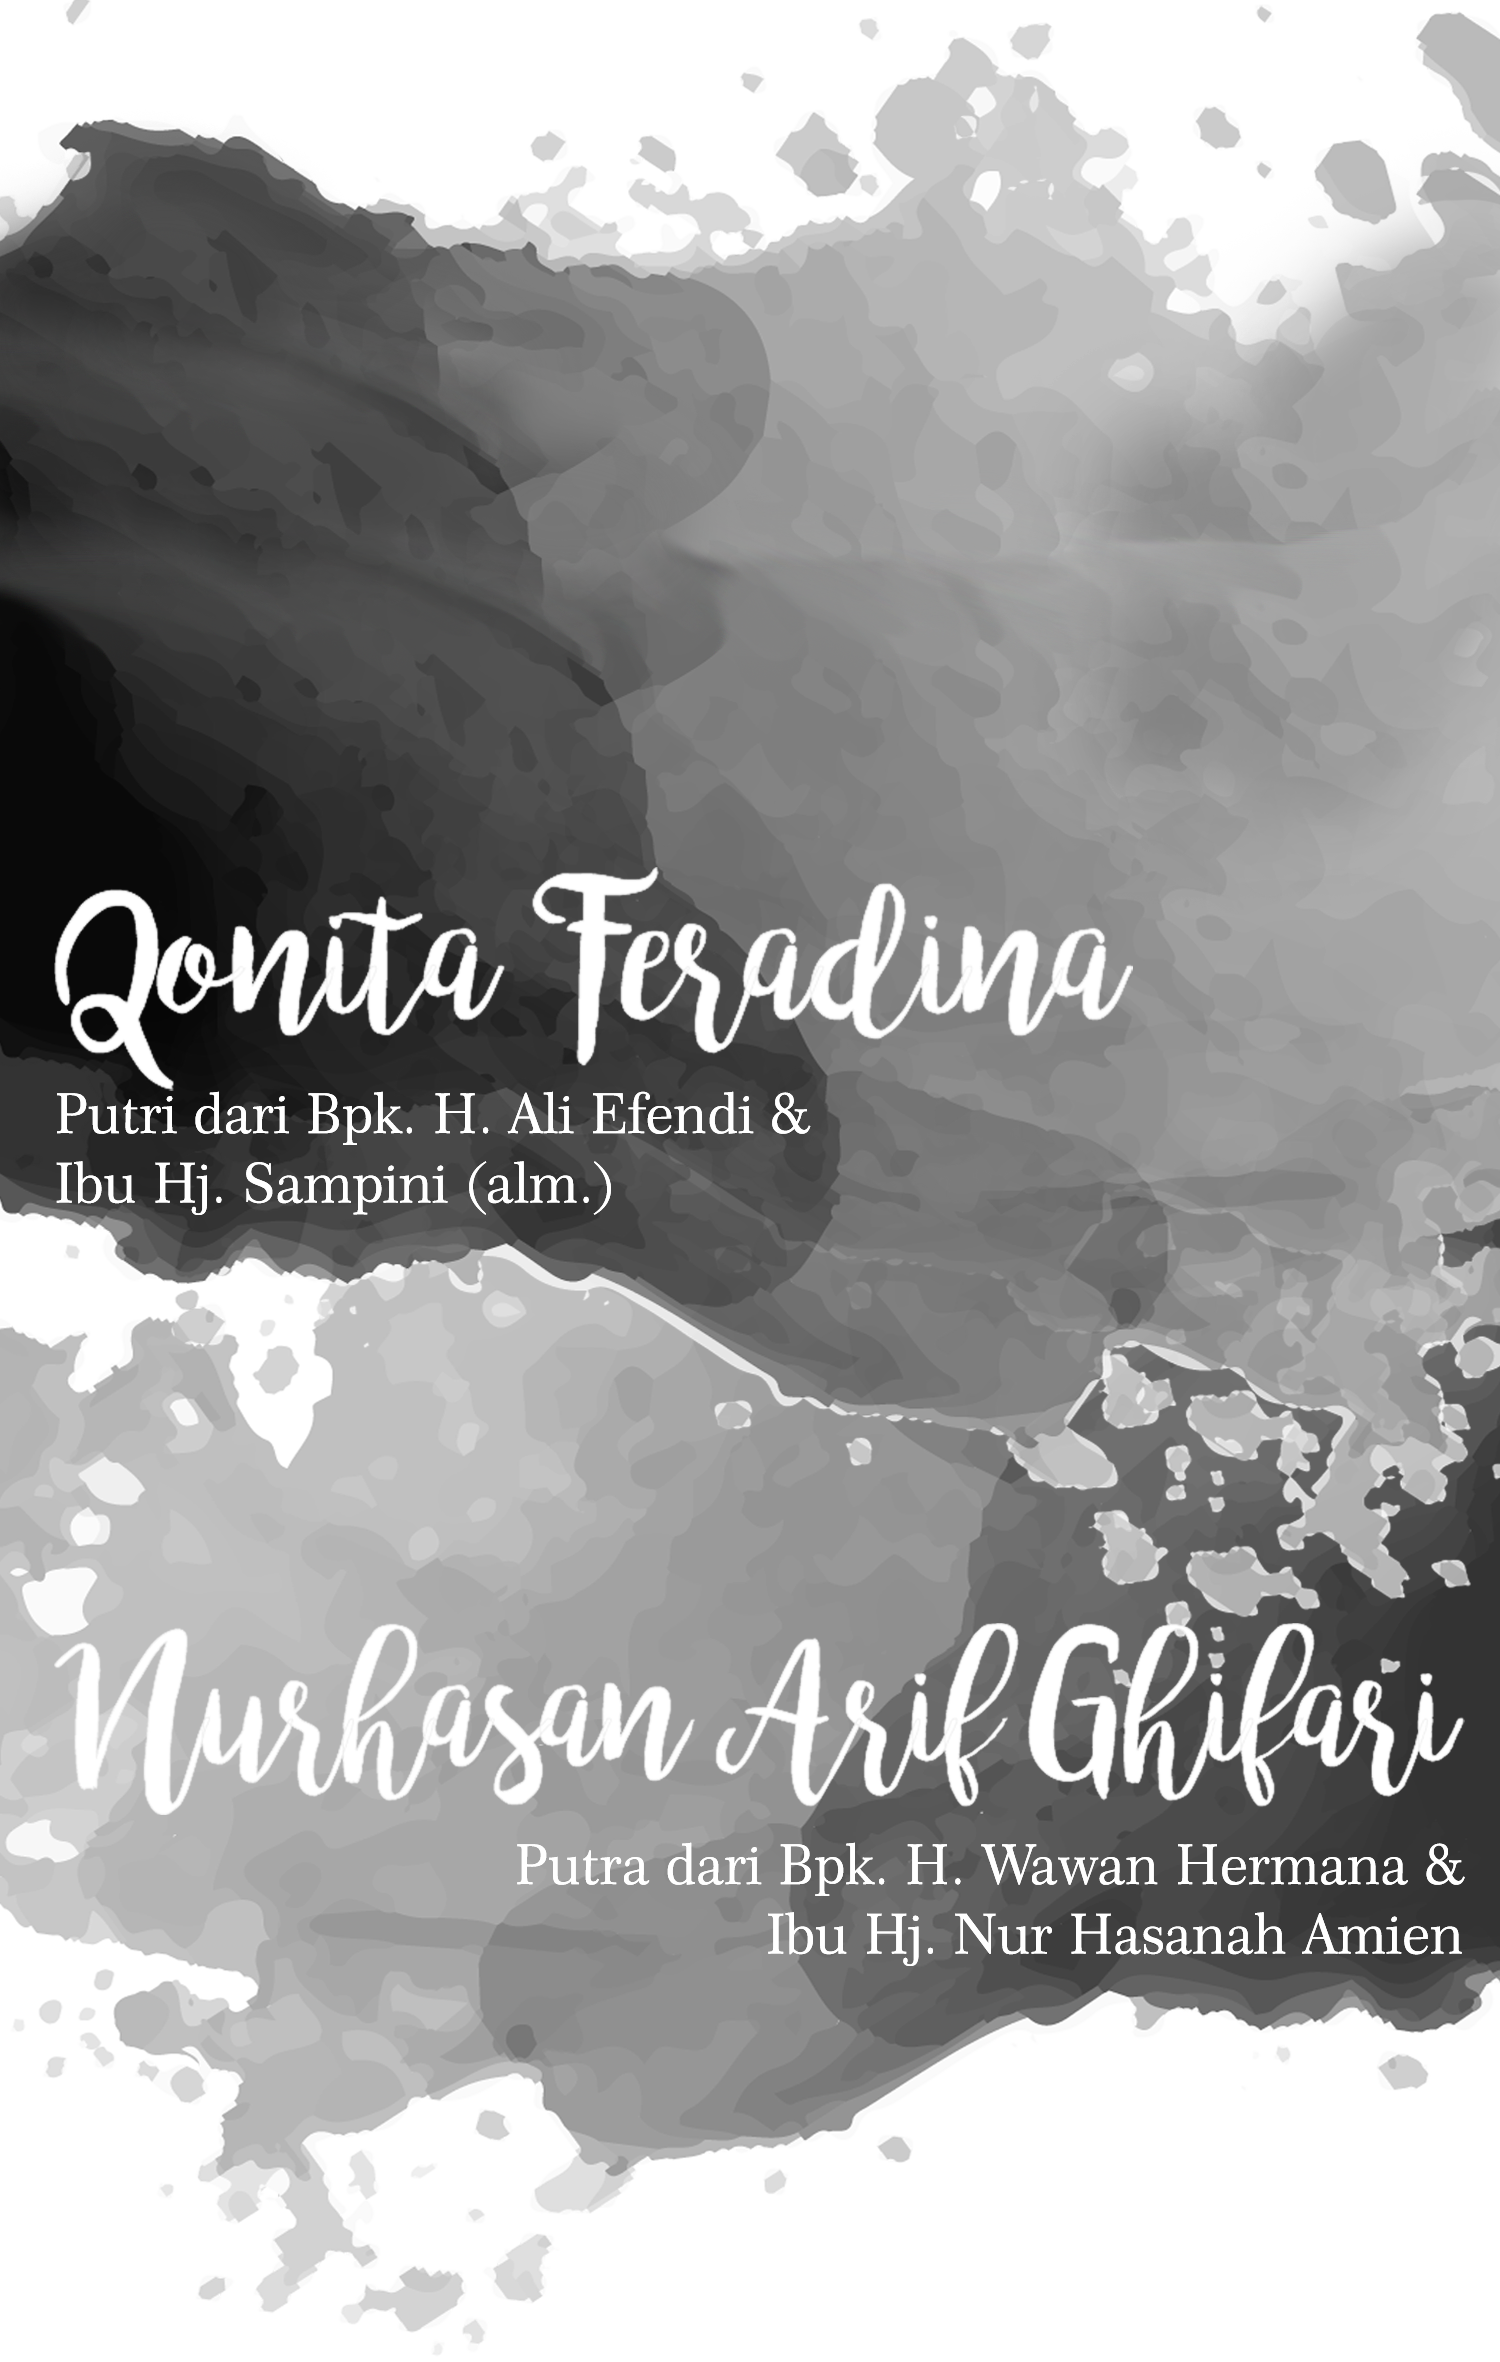 Qonita Feradina
Putri dari Bpk. H. Ali Efendi &
Ibu Hj. Sampini (alm.)
Nurhasan Arif Ghifari
Putra dari Bpk. H. Wawan Hermana &
Ibu Hj. Nur Hasanah Amien